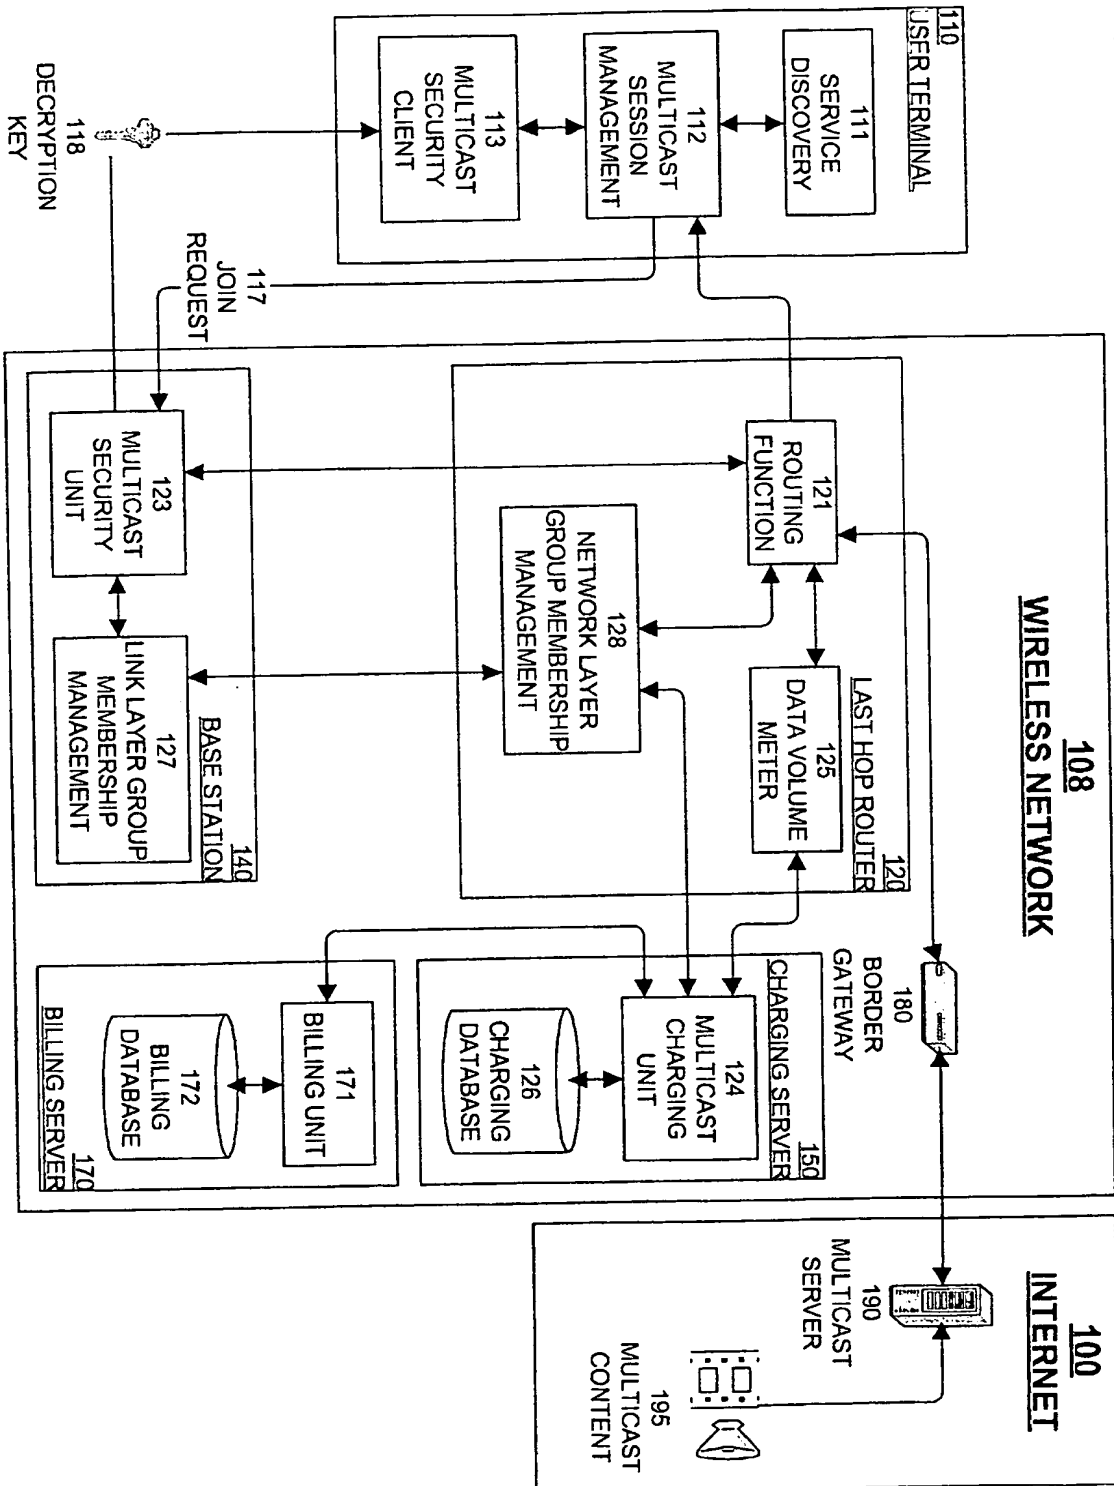 110
USER TERMINAL
111
SERVICE
DISCOVERY
112
MULTICAST
SESSION
MANAGEMENT
113
MULTICAST
SECURITY
CLIENT
118
DECRYPTION
KEY
117
JOIN
REQUEST
108
WIRELESS NETWORK
LAST HOP ROUTER
120
121
ROUTING
FUNCTION
125
DATA VOLUME
METER
128
NETWORK LAYER
GROUP MEMBERSHIP
MANAGEMENT
BASE STATION
140
123
MULTICAST
SECURITY
UNIT
127
LINK LAYER GROUP
MEMBERSHIP
MANAGEMENT
180
BORDER
GATEWAY
CHARGING SERVER
150
124
MULTICAST
CHARGING
UNIT
126
CHARGING
DATABASE
BILLING SERVER
170
171
BILLING UNIT
172
BILLING
DATABASE
100
INTERNET
190
MULTICAST
SERVER
195
MULTICAST
CONTENT